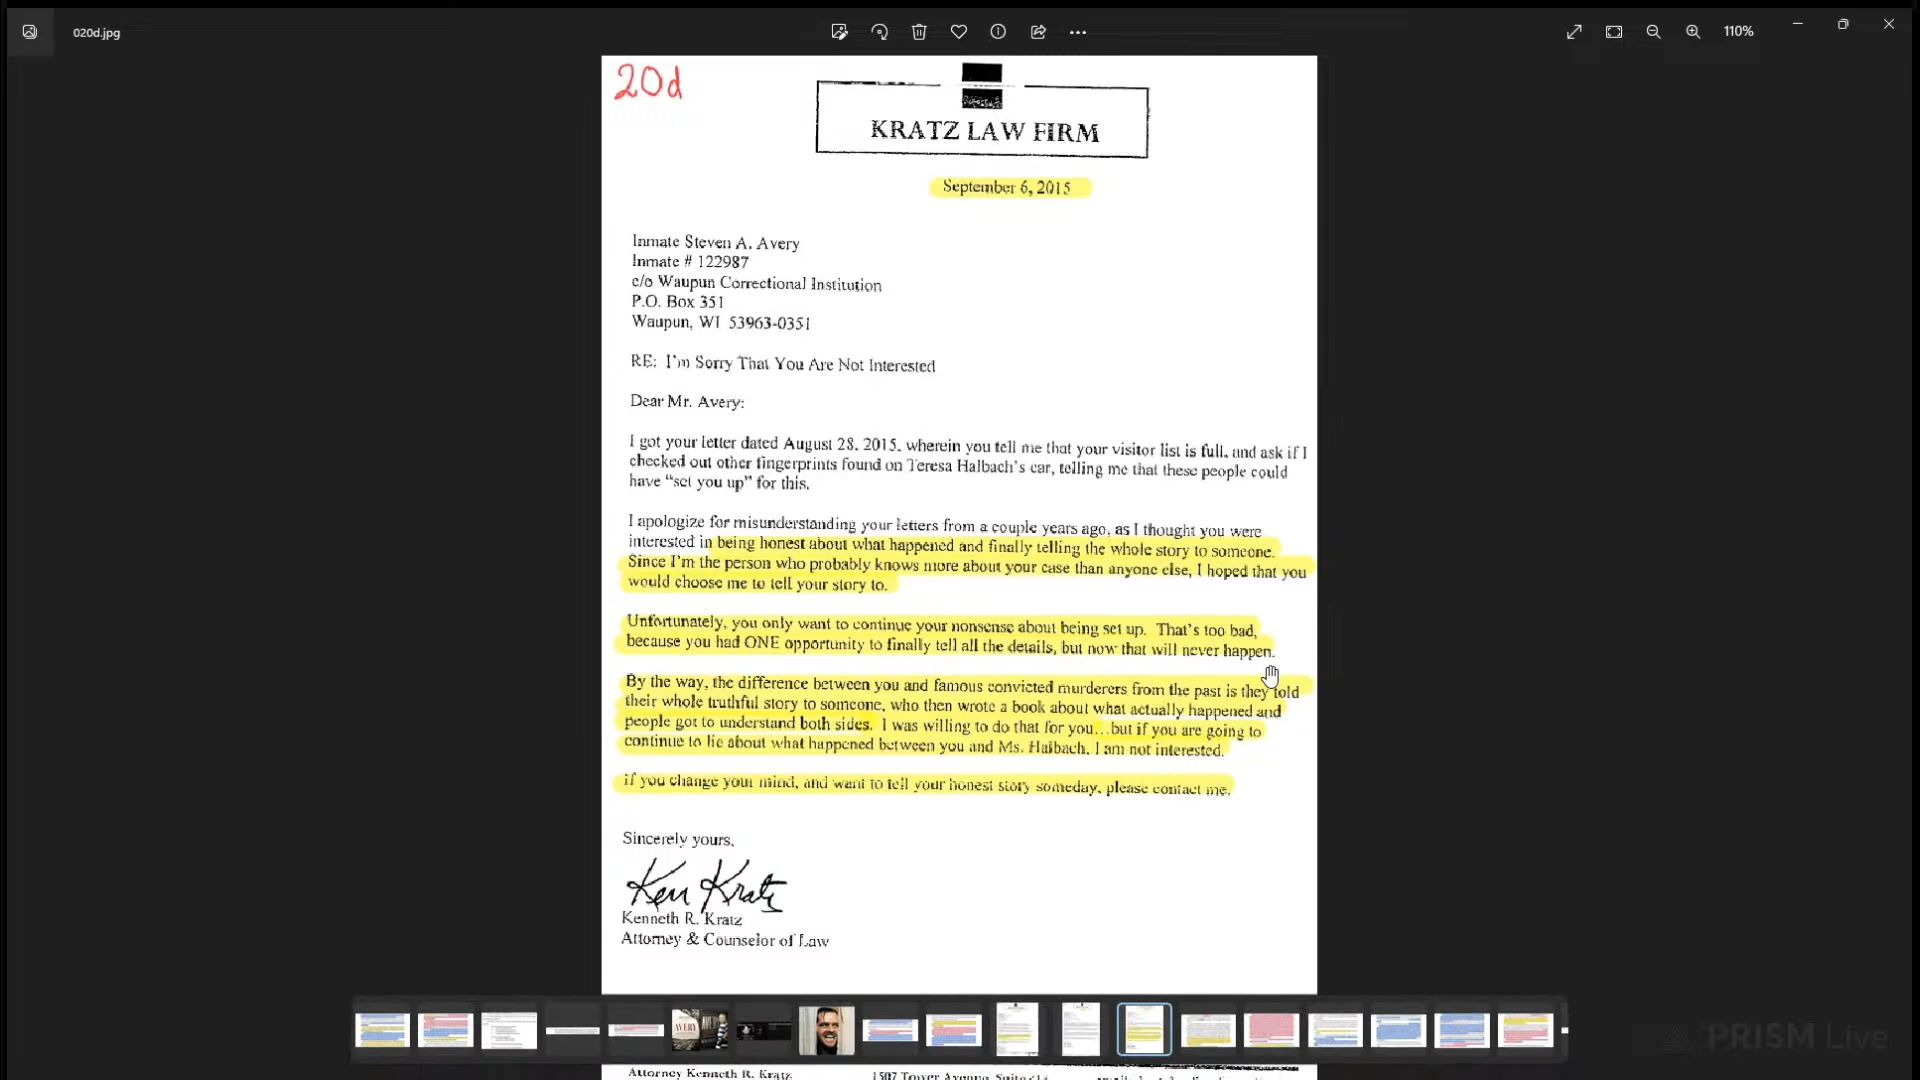 020d.jpg
110%
20d
KRATZ LAW FIRM
September 6, 2015
Inmate Steven A. Avery
Inmate # 122987
c/o Waupun Correctional Institution
P.O. Box 351
Waupun, WI 53963-0351
RE: I'm Sorry That You Are Not Interested
Dear Mr. Avery:
I got your letter dated August 28, 2015, wherein you tell me that your visitor list is full, and ask if I
checked out other fingerprints found on Teresa Halbach's car, telling me that these people could
have "set you up" for this.
I apologize for misunderstanding your letters from a couple years ago, as I thought you were
interested in being honest about what happened and finally telling the whole story to someone.
Since I'm the person who probably knows more about your case than anyone else, I hoped that you
would choose me to tell your story to.
Unfortunately, you only want to continue your nonsense about being set up. That's too bad,
because you had ONE opportunity to finally tell all the details, but now that will never happen.
By the way, the difference between you and famous convicted murderers from the past is they told
their whole truthful story to someone, who then wrote a book about what actually happened and
people got to understand both sides. I was willing to do that for you...but if you are going to
continue to lie about what happened between you and Ms. Halbach, I am not interested.
if you change your mind, and want to tell your honest story someday, please contact me.
Sincerely yours,
Ken Kratz
Kenneth R. Kratz
Attorney & Counselor of Law
AVERY
PRISM Live
Attorney Kenneth R. Kratz
1507 Tower Avenue, Suite